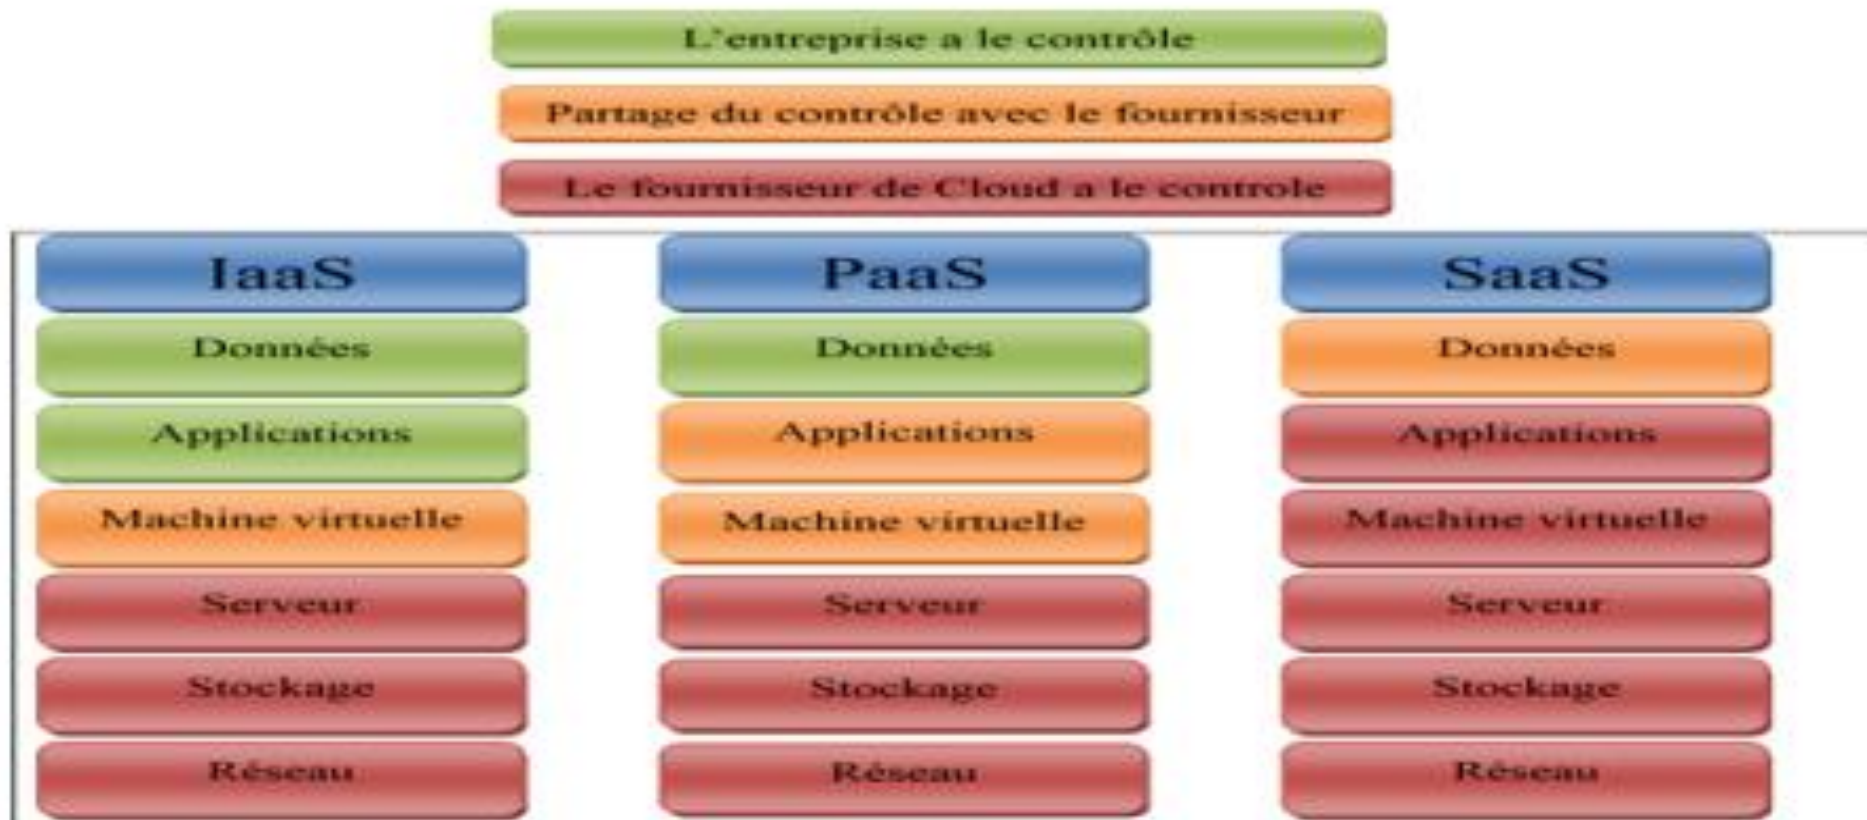 L'entreprise a le contrôle
Partage du contrôle avec le fournisseur
Le fournisseur de Cloud a le controle
IaaS PaaS SaaS
Données Données Données
Applications Applications Applications
Machine virtuelle Machine virtuelle Machine virtuelle
Serveur Serveur Serveur
Stockage Stockage Stockage
Réseau Réseau Réseau